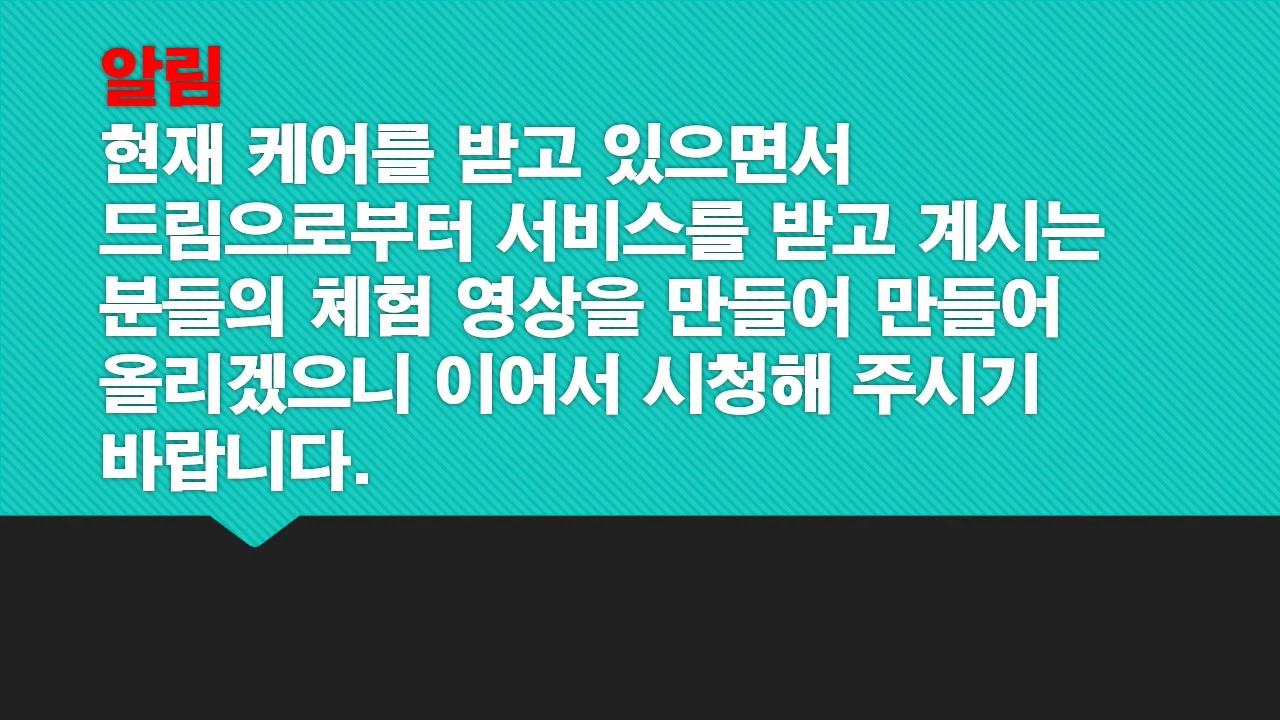 알림
현재 케어를 받고 있으면서
드림으로부터 서비스를 받고 계시는
분들의 체험 영상을 만들어 만들어
올리겠으니 이어서 시청해 주시기
바랍니다.